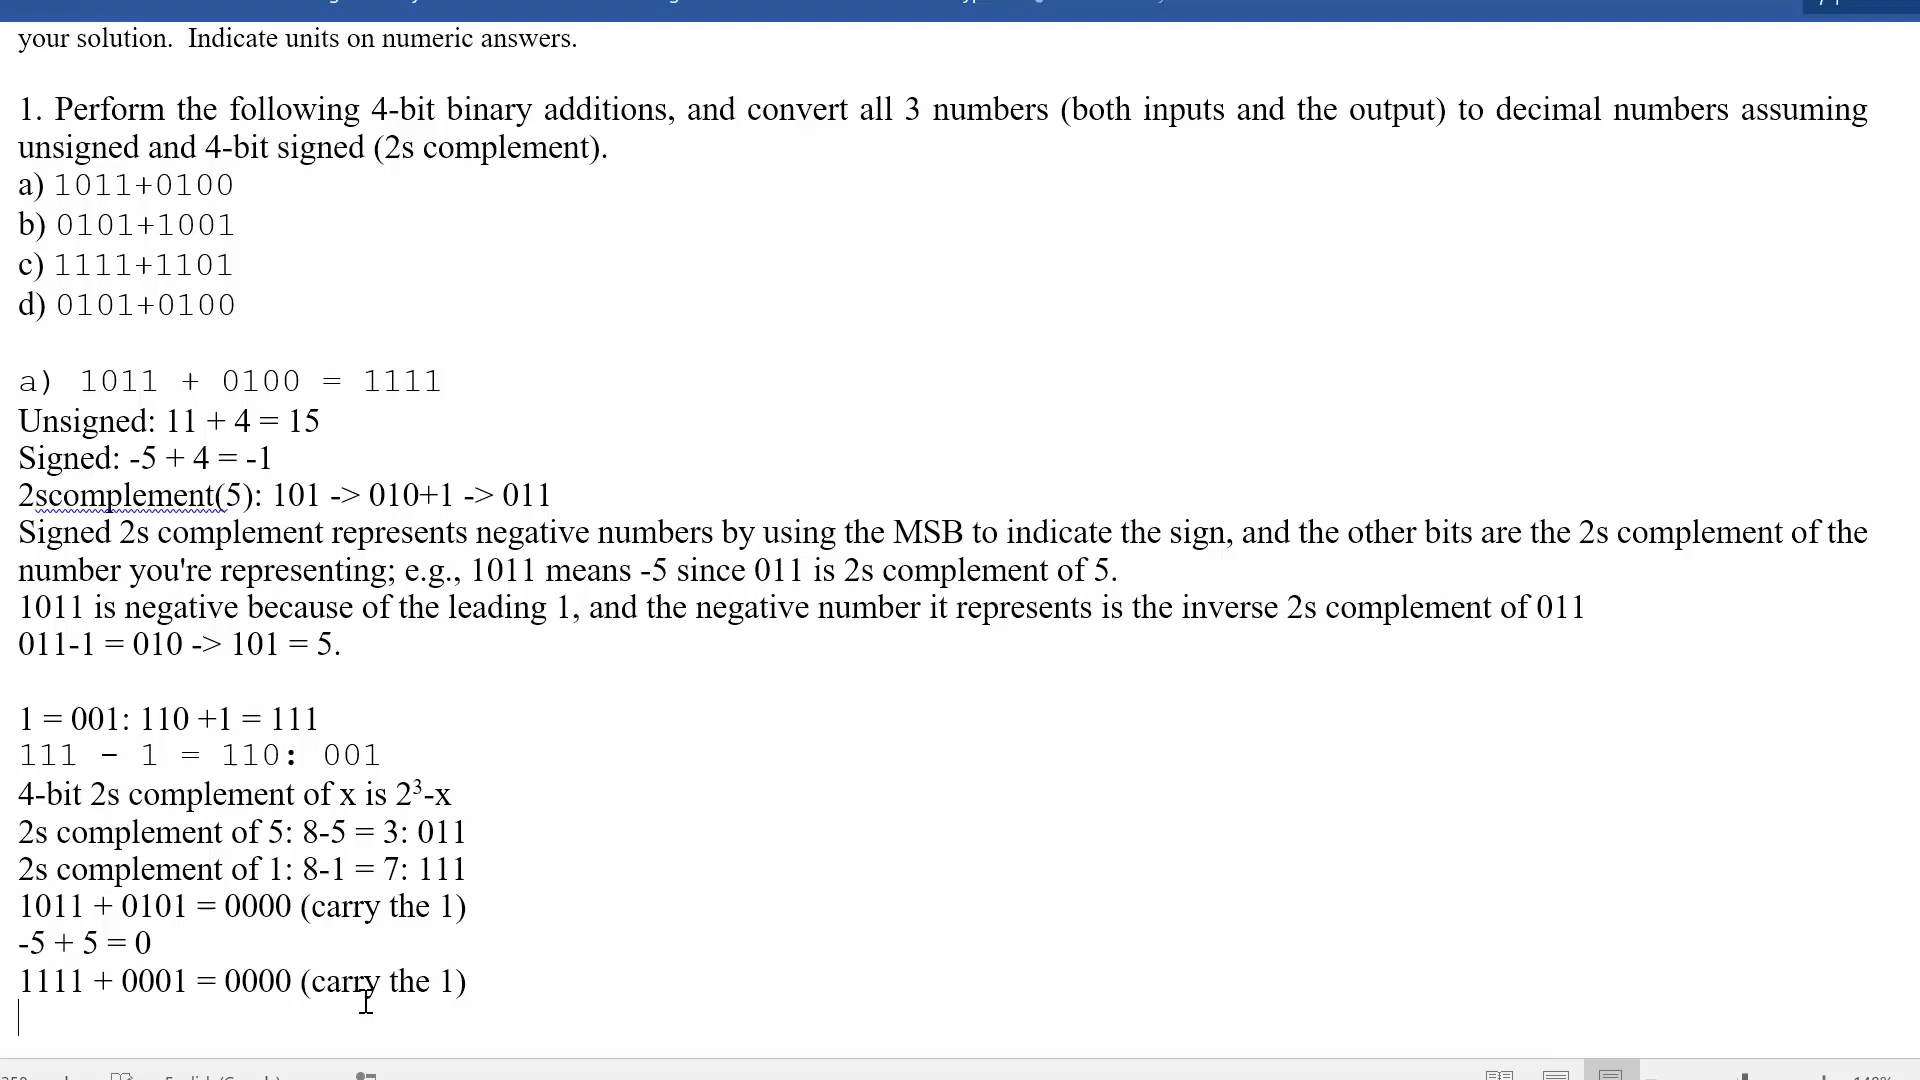 your solution.  Indicate units on numeric answers.
1. Perform the following 4-bit binary additions, and convert all 3 numbers (both inputs and the output) to decimal numbers assuming
unsigned and 4-bit signed (2s complement).
a) 1011+0100
b) 0101+1001
c) 1111+1101
d) 0101+0100
a) 1011 + 0100 = 1111
Unsigned: 11 + 4 = 15
Signed: -5 + 4 = -1
2scomplement(5): 101 -> 010+1 -> 011
Signed 2s complement represents negative numbers by using the MSB to indicate the sign, and the other bits are the 2s complement of the
number you're representing; e.g., 1011 means -5 since 011 is 2s complement of 5.
1011 is negative because of the leading 1, and the negative number it represents is the inverse 2s complement of 011
011-1 = 010 -> 101 = 5.
1 = 001: 110 +1 = 111
111 - 1 = 110: 001
4-bit 2s complement of x is 2³-x
2s complement of 5: 8-5 = 3: 011
2s complement of 1: 8-1 = 7: 111
1011 + 0101 = 0000 (carry the 1)
-5 + 5 = 0
1111 + 0001 = 0000 (carry the 1)